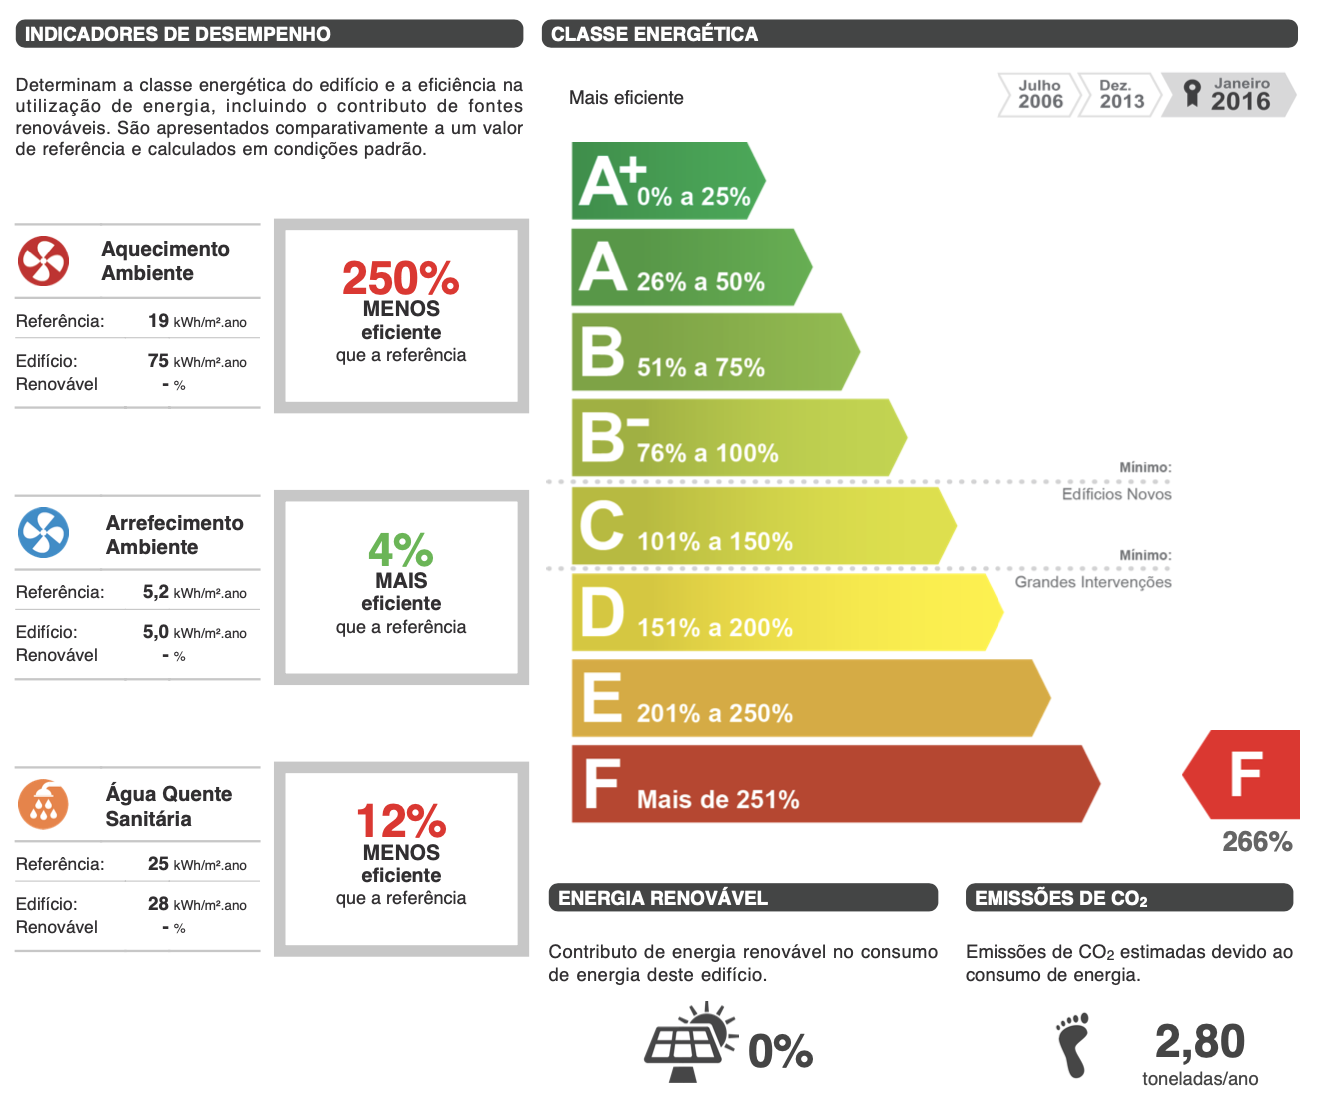 INDICADORES DE DESEMPENHO
Determinam a classe energética do edifício e a eficiência na
utilização de energia, incluindo o contributo de fontes
renováveis. São apresentados comparativamente a um valor
de referência e calculados em condições padrão.
Aquecimento
Ambiente
Referência: 19 kWh/m².ano
Edifício: 75 kWh/m².ano
Renovável - %
250%
MENOS
eficiente
que a referência
Arrefecimento
Ambiente
Referência: 5,2 kWh/m².ano
Edifício: 5,0 kWh/m².ano
Renovável - %
4%
MAIS
eficiente
que a referência
Água Quente
Sanitária
Referência: 25 kWh/m².ano
Edifício: 28 kWh/m².ano
Renovável - %
12%
MENOS
eficiente
que a referência
CLASSE ENERGÉTICA
Mais eficiente
Julho
2006
Dez.
2013
Janeiro
2016
A+ 0% a 25%
A 26% a 50%
B 51% a 75%
B- 76% a 100%
Mínimo:
Edíficios Novos
C 101% a 150%
Mínimo:
Grandes Intervenções
D 151% a 200%
E 201% a 250%
F Mais de 251%
F
266%
ENERGIA RENOVÁVEL
Contributo de energia renovável no consumo
de energia deste edifício.
0%
EMISSÕES DE CO₂
Emissões de CO₂ estimadas devido ao
consumo de energia.
2,80
toneladas/ano